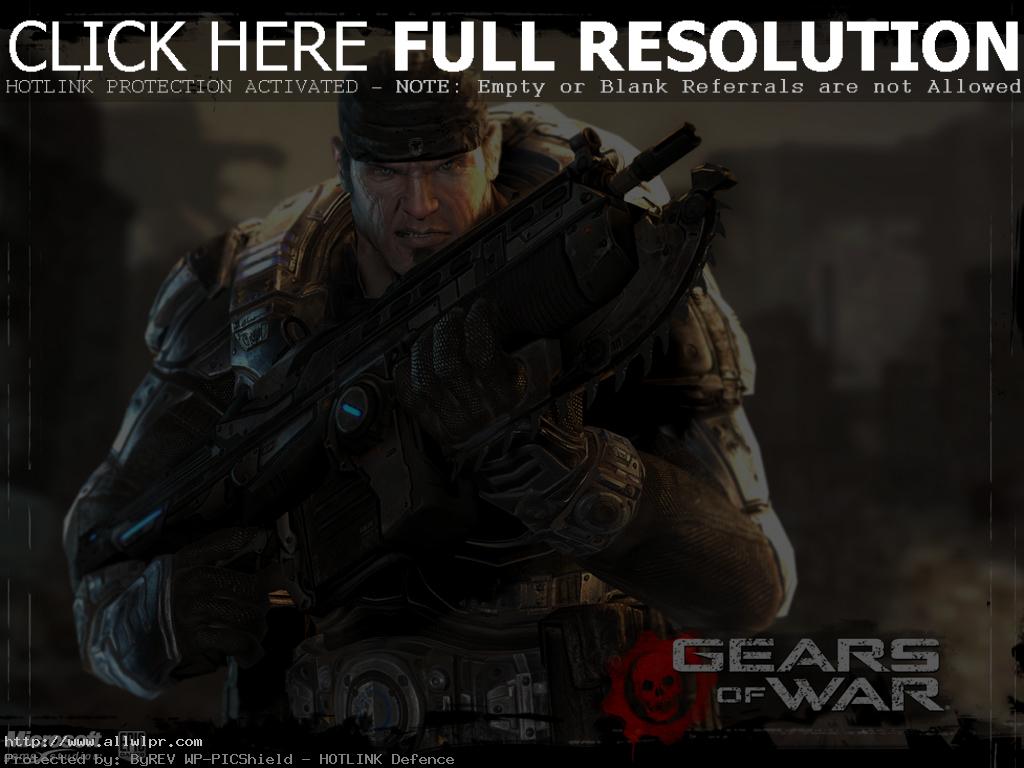 CLICK HERE FULL RESOLUTION
HOTLINK PROTECTION ACTIVATED - NOTE: Empty or Blank Referrals are not Allowed
GEARS
OF WAR
Microsoft
http://www.allwlpr.com
Protected by: ByREV WP-PICShield - HOTLINK Defence